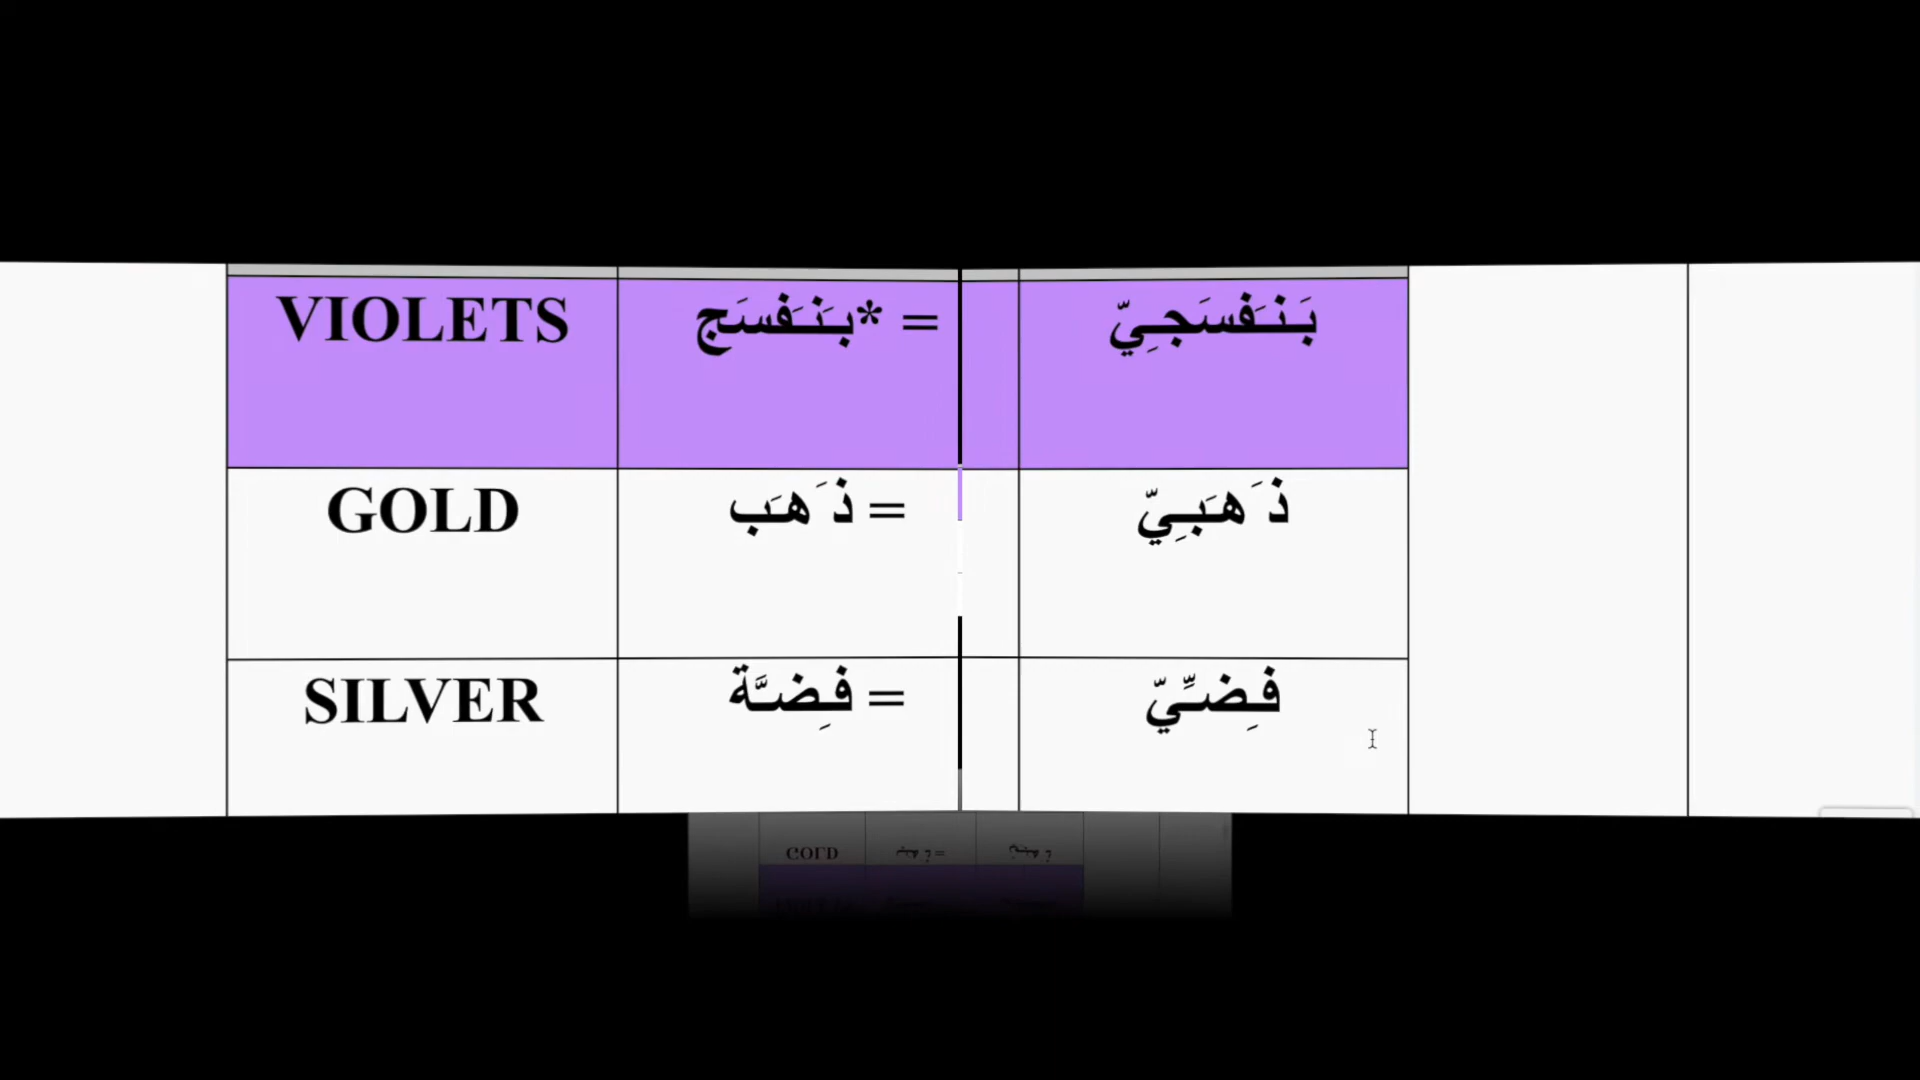 VIOLETS = *بَنَفسَج بَنَفسَجِيّ
GOLD = ذَهَب ذَهَبِيّ
SILVER = فِضَّة فِضِّيّ